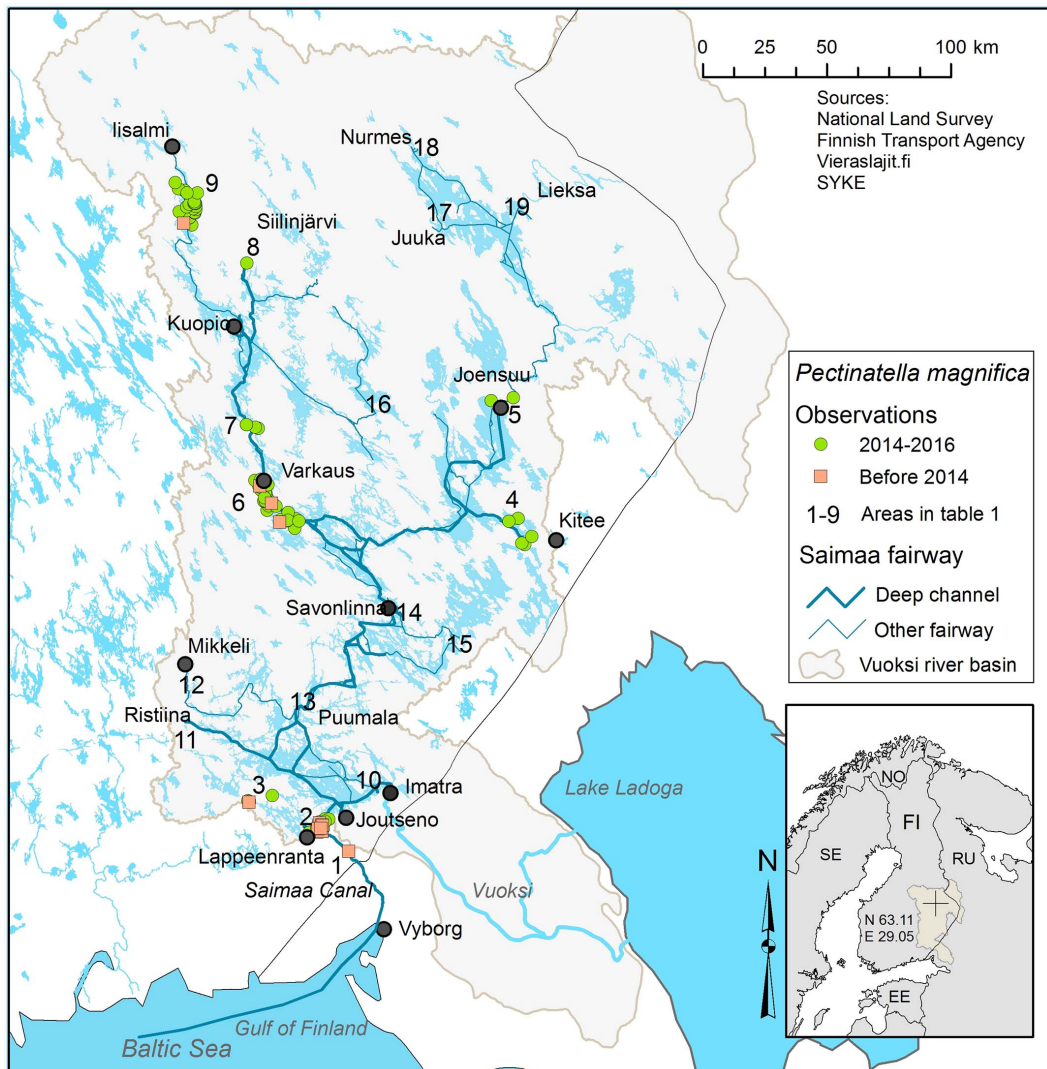 0 25 50 100 km
Sources:
National Land Survey
Finnish Transport Agency
Vieraslajit.fi
SYKE
Iisalmi
Nurmes
18
9
Lieksa
17
19
Siilinjärvi
Juuka
8
Kuopio
Joensuu
16
5
7
Varkaus
6
4
Kitee
Savonlinna
14
15
Mikkeli
12
13
Ristiina
Puumala
11
10
Imatra
3
2
Joutseno
Lappeenranta
1
Saimaa Canal
Vuoksi
Vyborg
Lake Ladoga
Gulf of Finland
Baltic Sea
Pectinatella magnifica
Observations
2014-2016
Before 2014
1-9 Areas in table 1
Saimaa fairway
Deep channel
Other fairway
Vuoksi river basin
N
NO
FI
SE
RU
N 63.11
E 29.05
EE